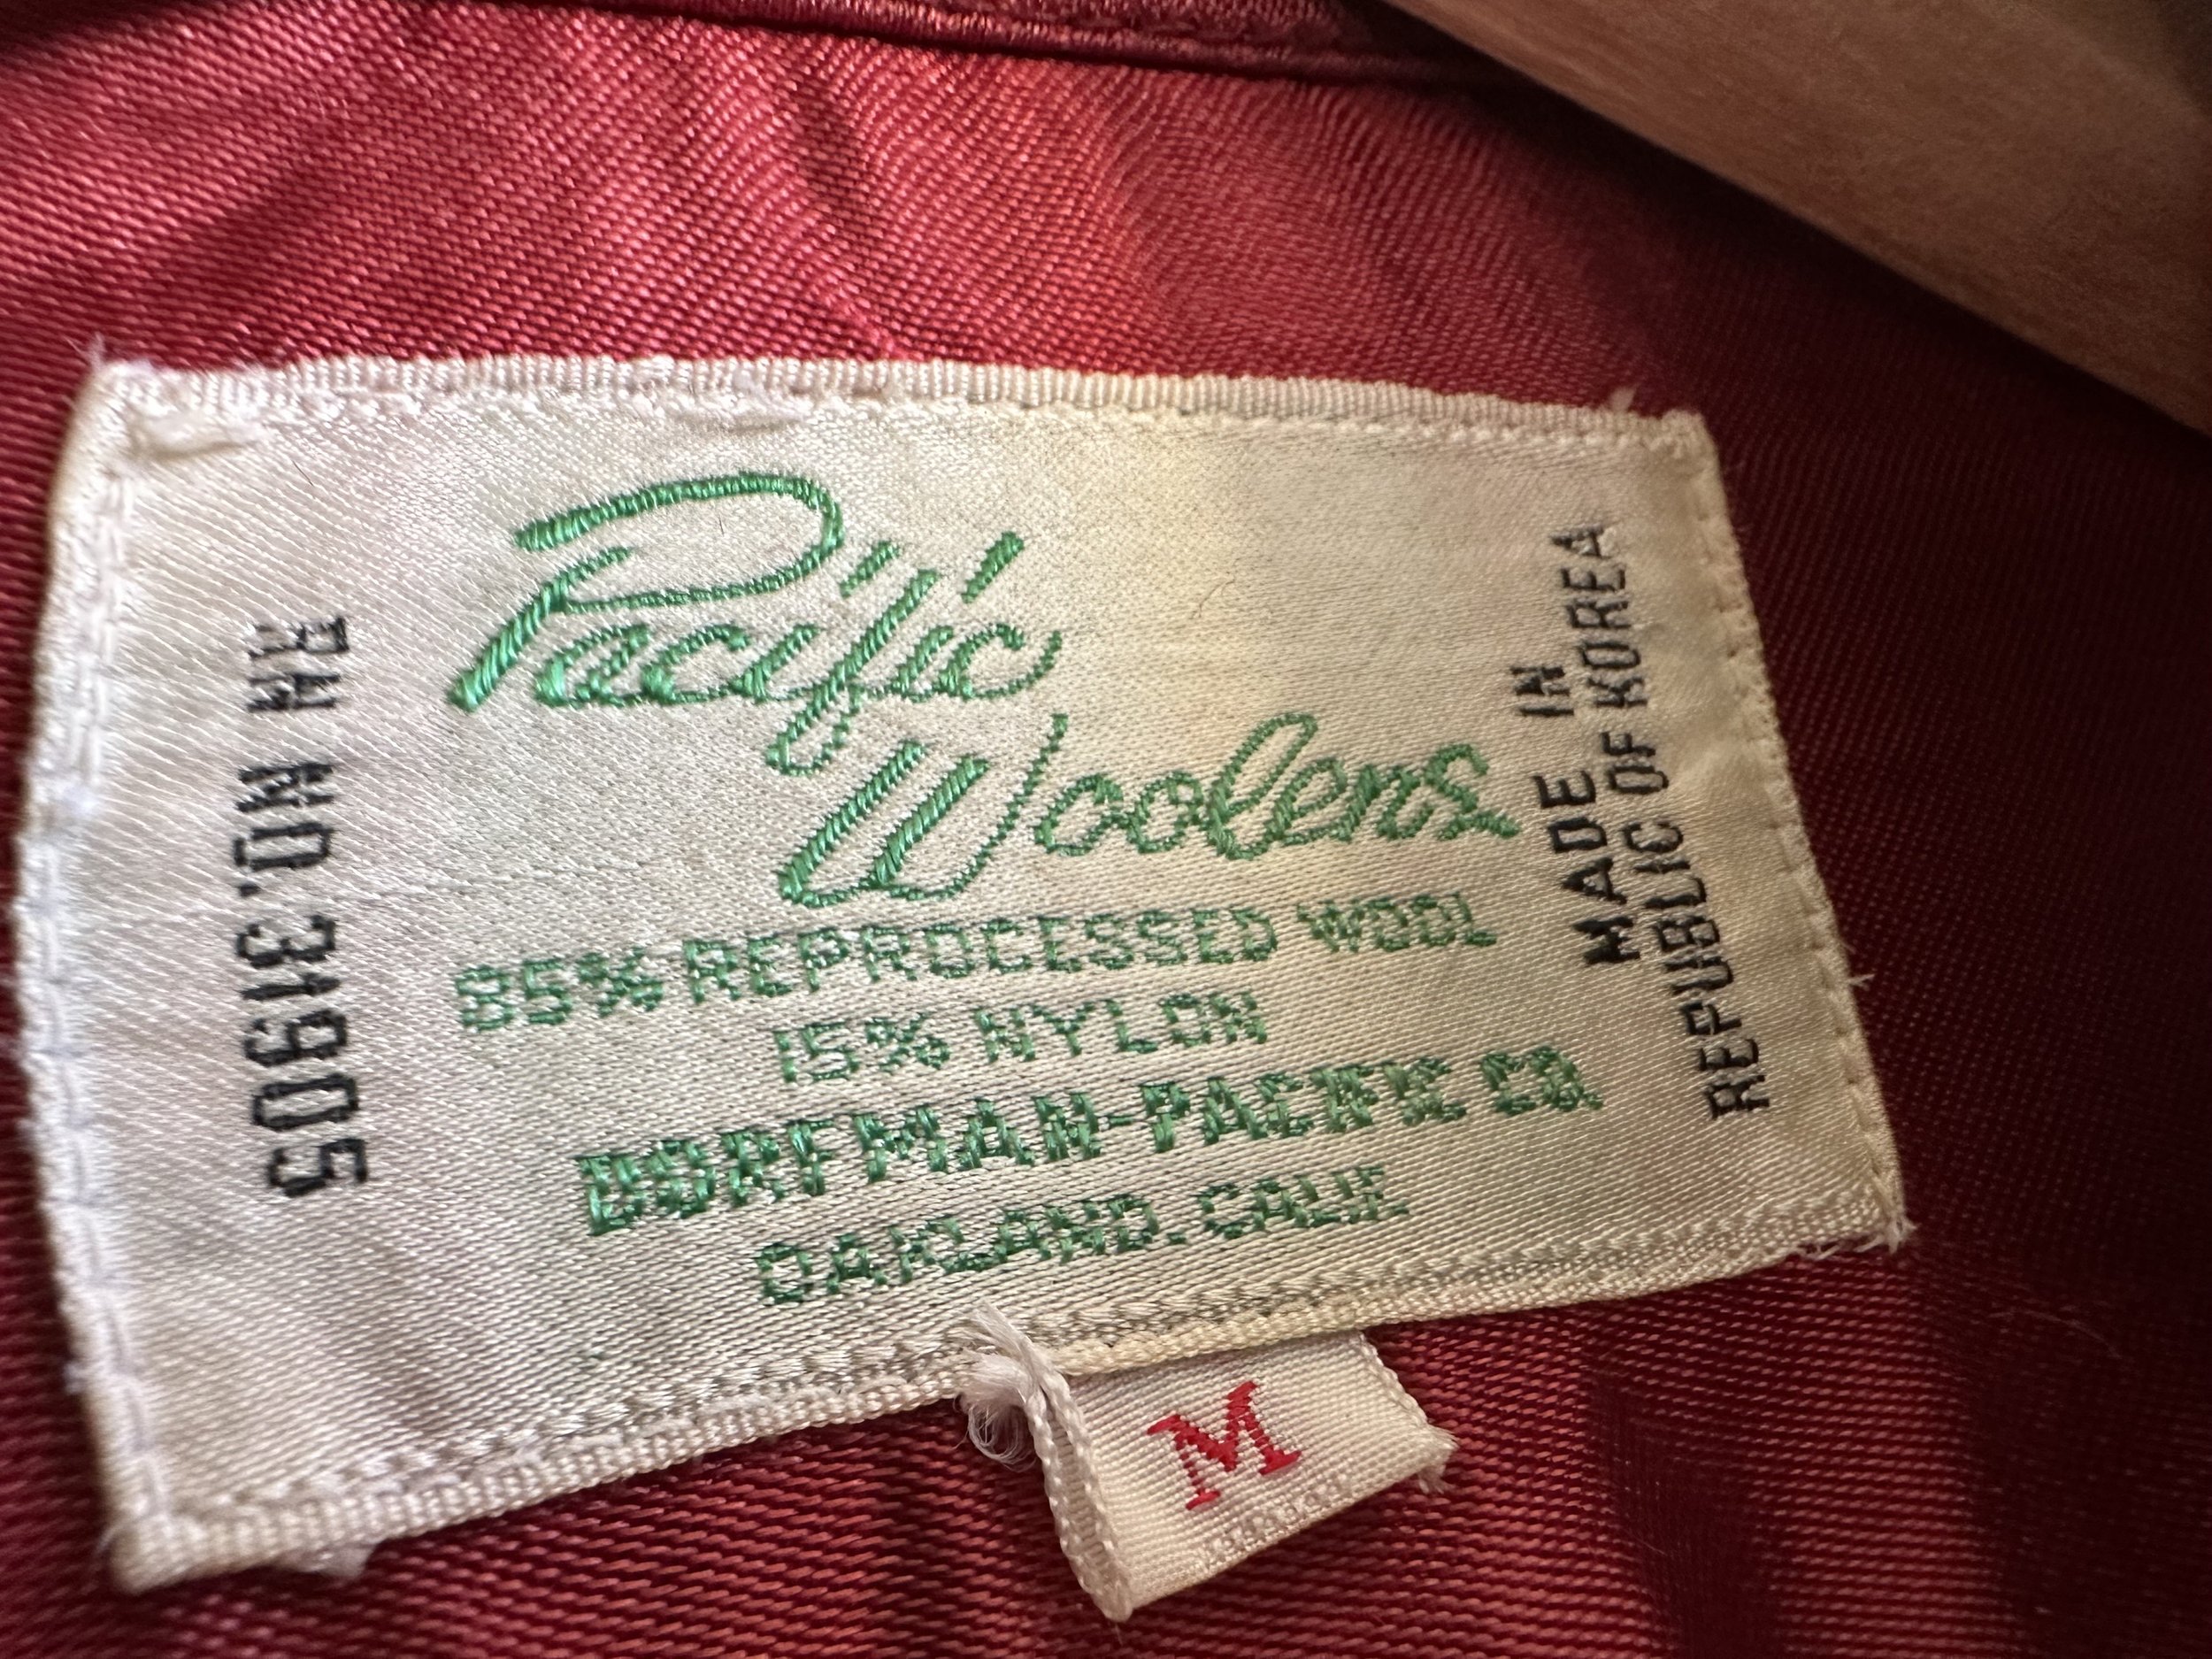 Pacific
Woolens
85% REPROCESSED WOOL
15% NYLON
DORFMAN-PACIFIC CO.
OAKLAND, CALIF.
RN NO. 31905
MADE IN
REPUBLIC OF KOREA
M